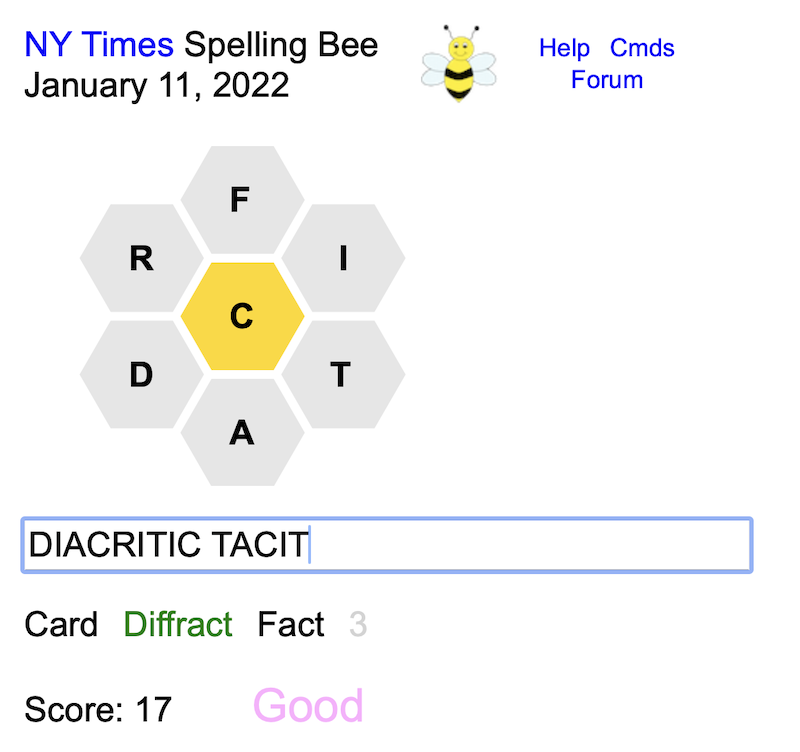 NY Times Spelling Bee
January 11, 2022
Help Cmds
Forum
F
R I
C
D T
A
DIACRITIC TACIT
Card Diffract Fact 3
Score: 17 Good